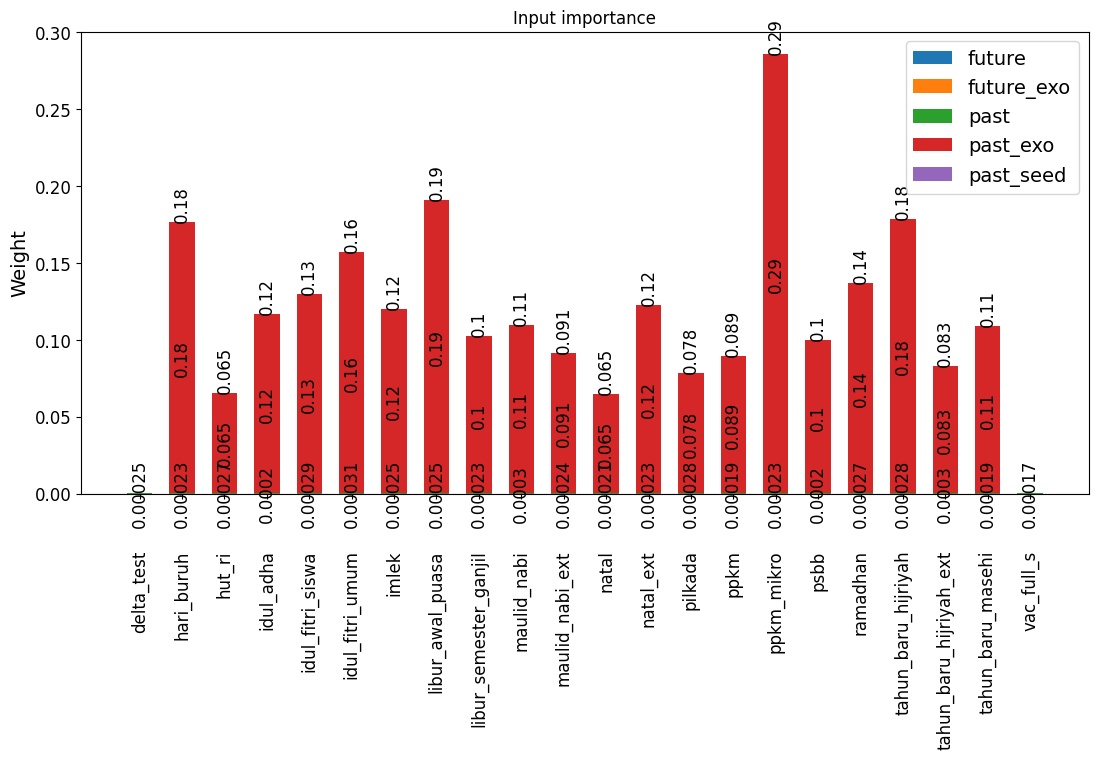 Input importance
0.30
0.25
0.20
0.15
0.10
0.05
0.00
Weight
future
future_exo
past
past_exo
past_seed
0.29
0.29
0.18
0.18
0.065
0.065
0.12
0.12
0.13
0.13
0.16
0.16
0.12
0.12
0.19
0.19
0.1
0.1
0.11
0.11
0.091
0.091
0.065
0.065
0.12
0.12
0.078
0.078
0.089
0.089
0.1
0.1
0.14
0.14
0.18
0.18
0.083
0.083
0.11
0.11
0.00025
0.00023
0.00027
0.0002
0.00029
0.00031
0.00025
0.00025
0.00023
0.0003
0.00024
0.00021
0.00023
0.00028
0.00019
0.00023
0.0002
0.00027
0.00028
0.0003
0.00019
0.00017
delta_test
hari_buruh
hut_ri
idul_adha
idul_fitri_siswa
idul_fitri_umum
imlek
libur_awal_puasa
libur_semester_ganjil
maulid_nabi
maulid_nabi_ext
natal
natal_ext
pilkada
ppkm
ppkm_mikro
psbb
ramadhan
tahun_baru_hijriyah
tahun_baru_hijriyah_ext
tahun_baru_masehi
vac_full_s